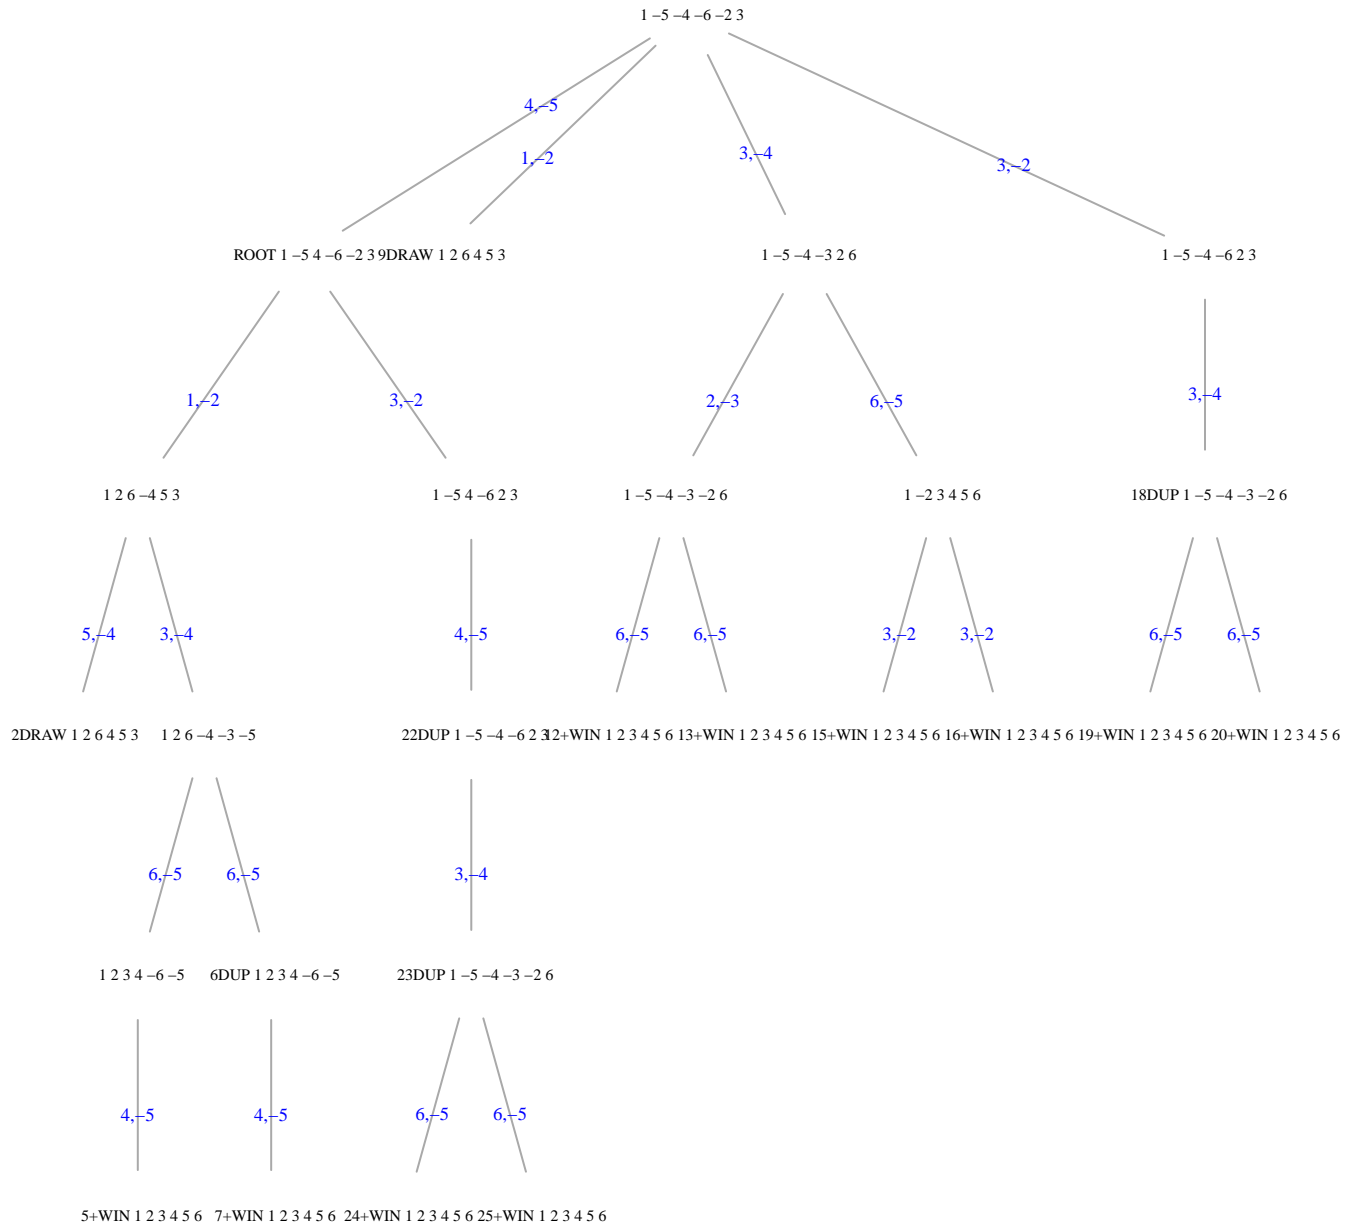 1 −5 −4 −6 −2 3
4,−5
1,−2
3,−4
3,−2
ROOT 1 −5 4 −6 −2 3 9DRAW 1 2 6 4 5 3
1 −5 −4 −3 2 6
1 −5 −4 −6 2 3
1,−2
3,−2
2,−3
6,−5
3,−4
1 2 6 −4 5 3
1 −5 4 −6 2 3
1 −5 −4 −3 −2 6
1 −2 3 4 5 6
18DUP 1 −5 −4 −3 −2 6
5,−4
3,−4
4,−5
6,−5
6,−5
3,−2
3,−2
6,−5
6,−5
2DRAW 1 2 6 4 5 3
1 2 6 −4 −3 −5
22DUP 1 −5 −4 −6 2 3
12+WIN 1 2 3 4 5 6
13+WIN 1 2 3 4 5 6
15+WIN 1 2 3 4 5 6
16+WIN 1 2 3 4 5 6
19+WIN 1 2 3 4 5 6
20+WIN 1 2 3 4 5 6
6,−5
6,−5
3,−4
1 2 3 4 −6 −5
6DUP 1 2 3 4 −6 −5
23DUP 1 −5 −4 −3 −2 6
4,−5
4,−5
6,−5
6,−5
5+WIN 1 2 3 4 5 6
7+WIN 1 2 3 4 5 6
24+WIN 1 2 3 4 5 6
25+WIN 1 2 3 4 5 6